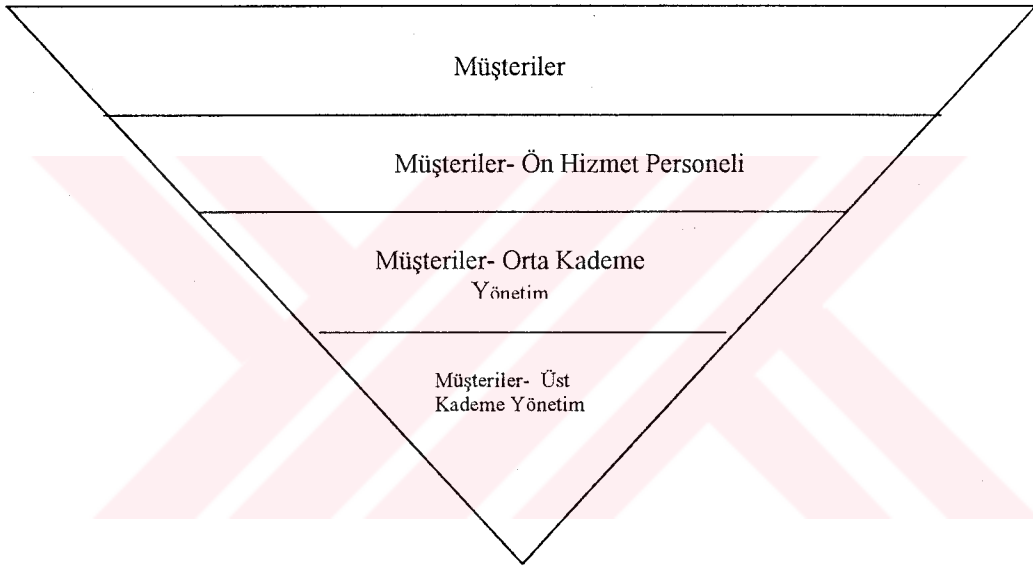 Müşteriler
Müşteriler- Ön Hizmet Personeli
Müşteriler- Orta Kademe
Yönetim
Müşteriler- Üst
Kademe Yönetim